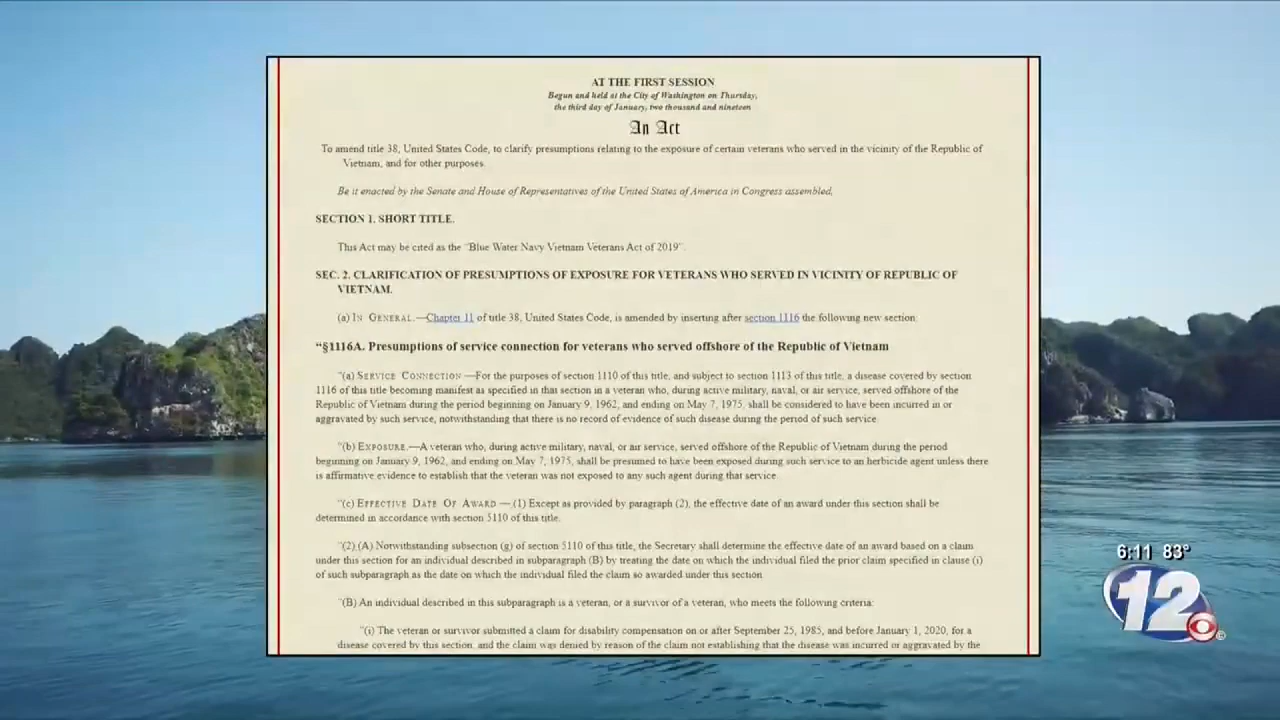 AT THE FIRST SESSION
Begun and held at the City of Washington on Thursday,
the third day of January, two thousand and nineteen
An Act
To amend title 38, United States Code, to clarify presumptions relating to the exposure of certain veterans who served in the vicinity of the Republic of
Vietnam, and for other purposes.
Be it enacted by the Senate and House of Representatives of the United States of America in Congress assembled,
SECTION 1. SHORT TITLE.
This Act may be cited as the "Blue Water Navy Vietnam Veterans Act of 2019".
SEC. 2. CLARIFICATION OF PRESUMPTIONS OF EXPOSURE FOR VETERANS WHO SERVED IN VICINITY OF REPUBLIC OF
VIETNAM.
(a) IN GENERAL.—Chapter 11 of title 38, United States Code, is amended by inserting after section 1116 the following new section:
"§1116A. Presumptions of service connection for veterans who served offshore of the Republic of Vietnam
"(a) SERVICE CONNECTION.—For the purposes of section 1110 of this title, and subject to section 1113 of this title, a disease covered by section
1116 of this title becoming manifest as specified in that section in a veteran who, during active military, naval, or air service, served offshore of the
Republic of Vietnam during the period beginning on January 9, 1962, and ending on May 7, 1975, shall be considered to have been incurred in or
aggravated by such service, notwithstanding that there is no record of evidence of such disease during the period of such service.
"(b) EXPOSURE.—A veteran who, during active military, naval, or air service, served offshore of the Republic of Vietnam during the period
beginning on January 9, 1962, and ending on May 7, 1975, shall be presumed to have been exposed during such service to an herbicide agent unless there
is affirmative evidence to establish that the veteran was not exposed to any such agent during that service.
"(c) EFFECTIVE DATE OF AWARD.—(1) Except as provided by paragraph (2), the effective date of an award under this section shall be
determined in accordance with section 5110 of this title.
"(2) (A) Notwithstanding subsection (g) of section 5110 of this title, the Secretary shall determine the effective date of an award based on a claim
under this section for an individual described in subparagraph (B) by treating the date on which the individual filed the prior claim specified in clause (i)
of such subparagraph as the date on which the individual filed the claim so awarded under this section.
"(B) An individual described in this subparagraph is a veteran, or a survivor of a veteran, who meets the following criteria:
"(i) The veteran or survivor submitted a claim for disability compensation on or after September 25, 1985, and before January 1, 2020, for a
disease covered by this section, and the claim was denied by reason of the claim not establishing that the disease was incurred or aggravated by the
6:11 83°
12
©